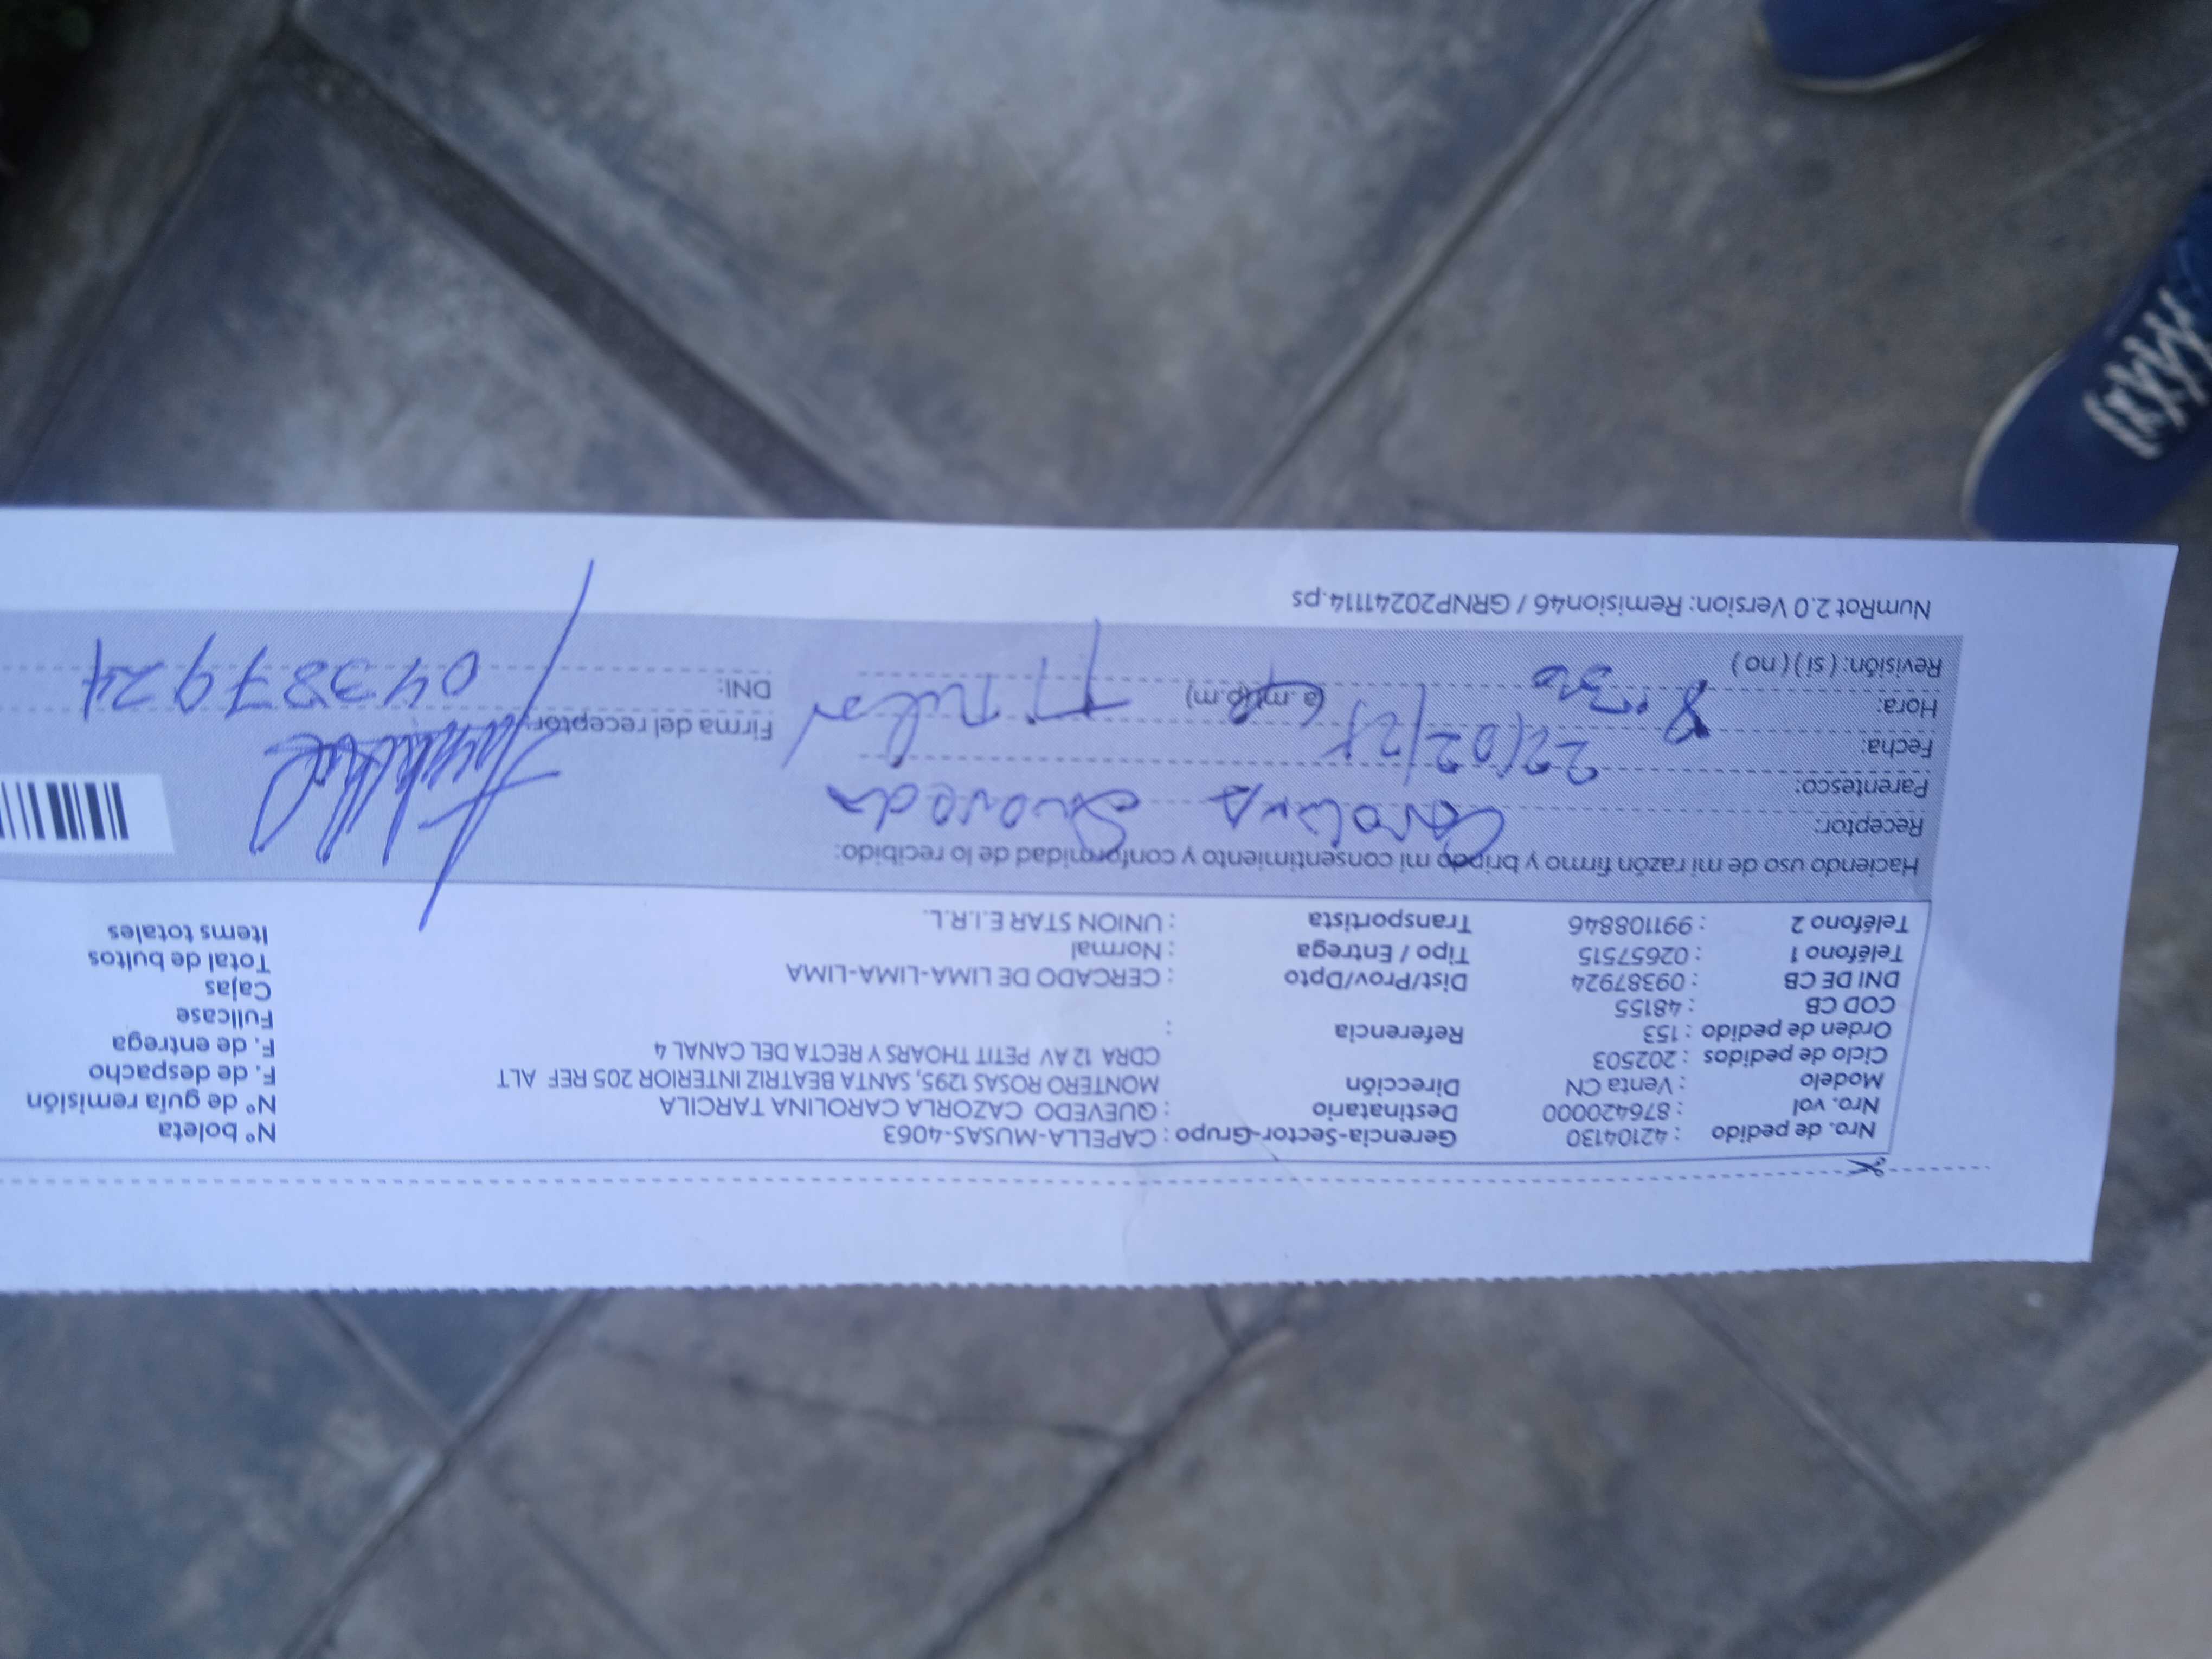 Nro. de pedido : 42104130 Gerencia-Sector-Grupo : CAPELLA-MUSAS-4063 Nº boleta
Nro. vol : 876420000 Destinatario : QUEVEDO CAZORLA CAROLINA TARCILA Nº de guía remisión
Modelo : Venta CN Dirección MONTERO ROSAS 1295, SANTA BEATRIZ INTERIOR 205 REF ALT F. de despacho
Ciclo de pedidos : 202503 CDRA 12 AV PETIT THOARS Y RECTA DEL CANAL 4 F. de entrega
Orden de pedido : 153 Referencia : Fullcase
COD CB : 48155 Cajas
DNI DE CB : 09387924 Dist/Prov/Dpto : CERCADO DE LIMA-LIMA-LIMA Total de bultos
Teléfono 1 : 02657515 Tipo / Entrega : Normal Items totales
Teléfono 2 : 991108846 Transportista : UNION STAR E.I.R.L.
Haciendo uso de mi razón firmo y brindo mi consentimiento y conformidad de lo recibido:
Receptor: Carolina
Parentesco: Titular
Fecha: 22/02/25 Firma del receptor:
Hora: 8:30 (a.m) (p.m) DNI: 04387924
Revisión: ( si ) ( no )
NumRot 2.0 Version: Remision46 / GRNP20241114.ps